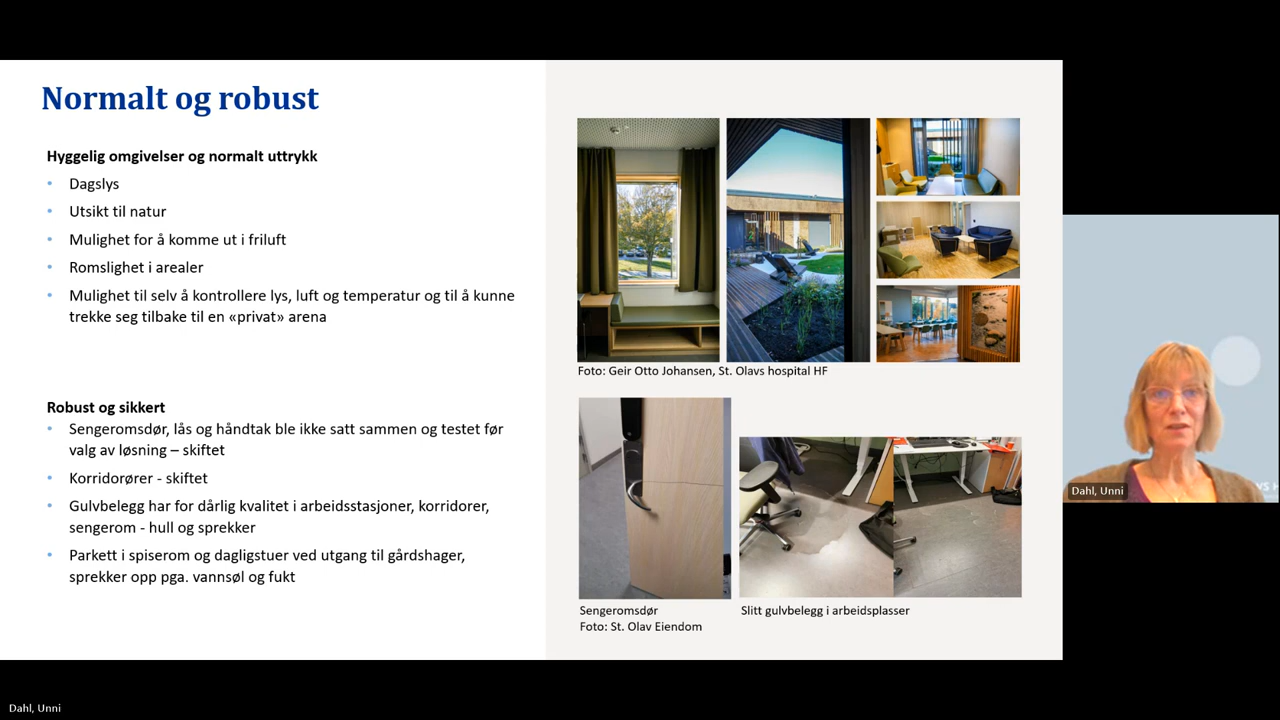 Normalt og robust
Hyggelig omgivelser og normalt uttrykk
• Dagslys
• Utsikt til natur
• Mulighet for å komme ut i friluft
• Romslighet i arealer
• Mulighet til selv å kontrollere lys, luft og temperatur og til å kunne
trekke seg tilbake til en «privat» arena
Robust og sikkert
• Sengeromsdør, lås og håndtak ble ikke satt sammen og testet før
valg av løsning – skiftet
• Korridorører - skiftet
• Gulvbelegg har for dårlig kvalitet i arbeidsstasjoner, korridorer,
sengerom - hull og sprekker
• Parkett i spiserom og dagligstuer ved utgang til gårdshager,
sprekker opp pga. vannsøl og fukt
Foto: Geir Otto Johansen, St. Olavs hospital HF
Sengeromsdør
Foto: St. Olav Eiendom
Slitt gulvbelegg i arbeidsplasser
Dahl, Unni
Dahl, Unni